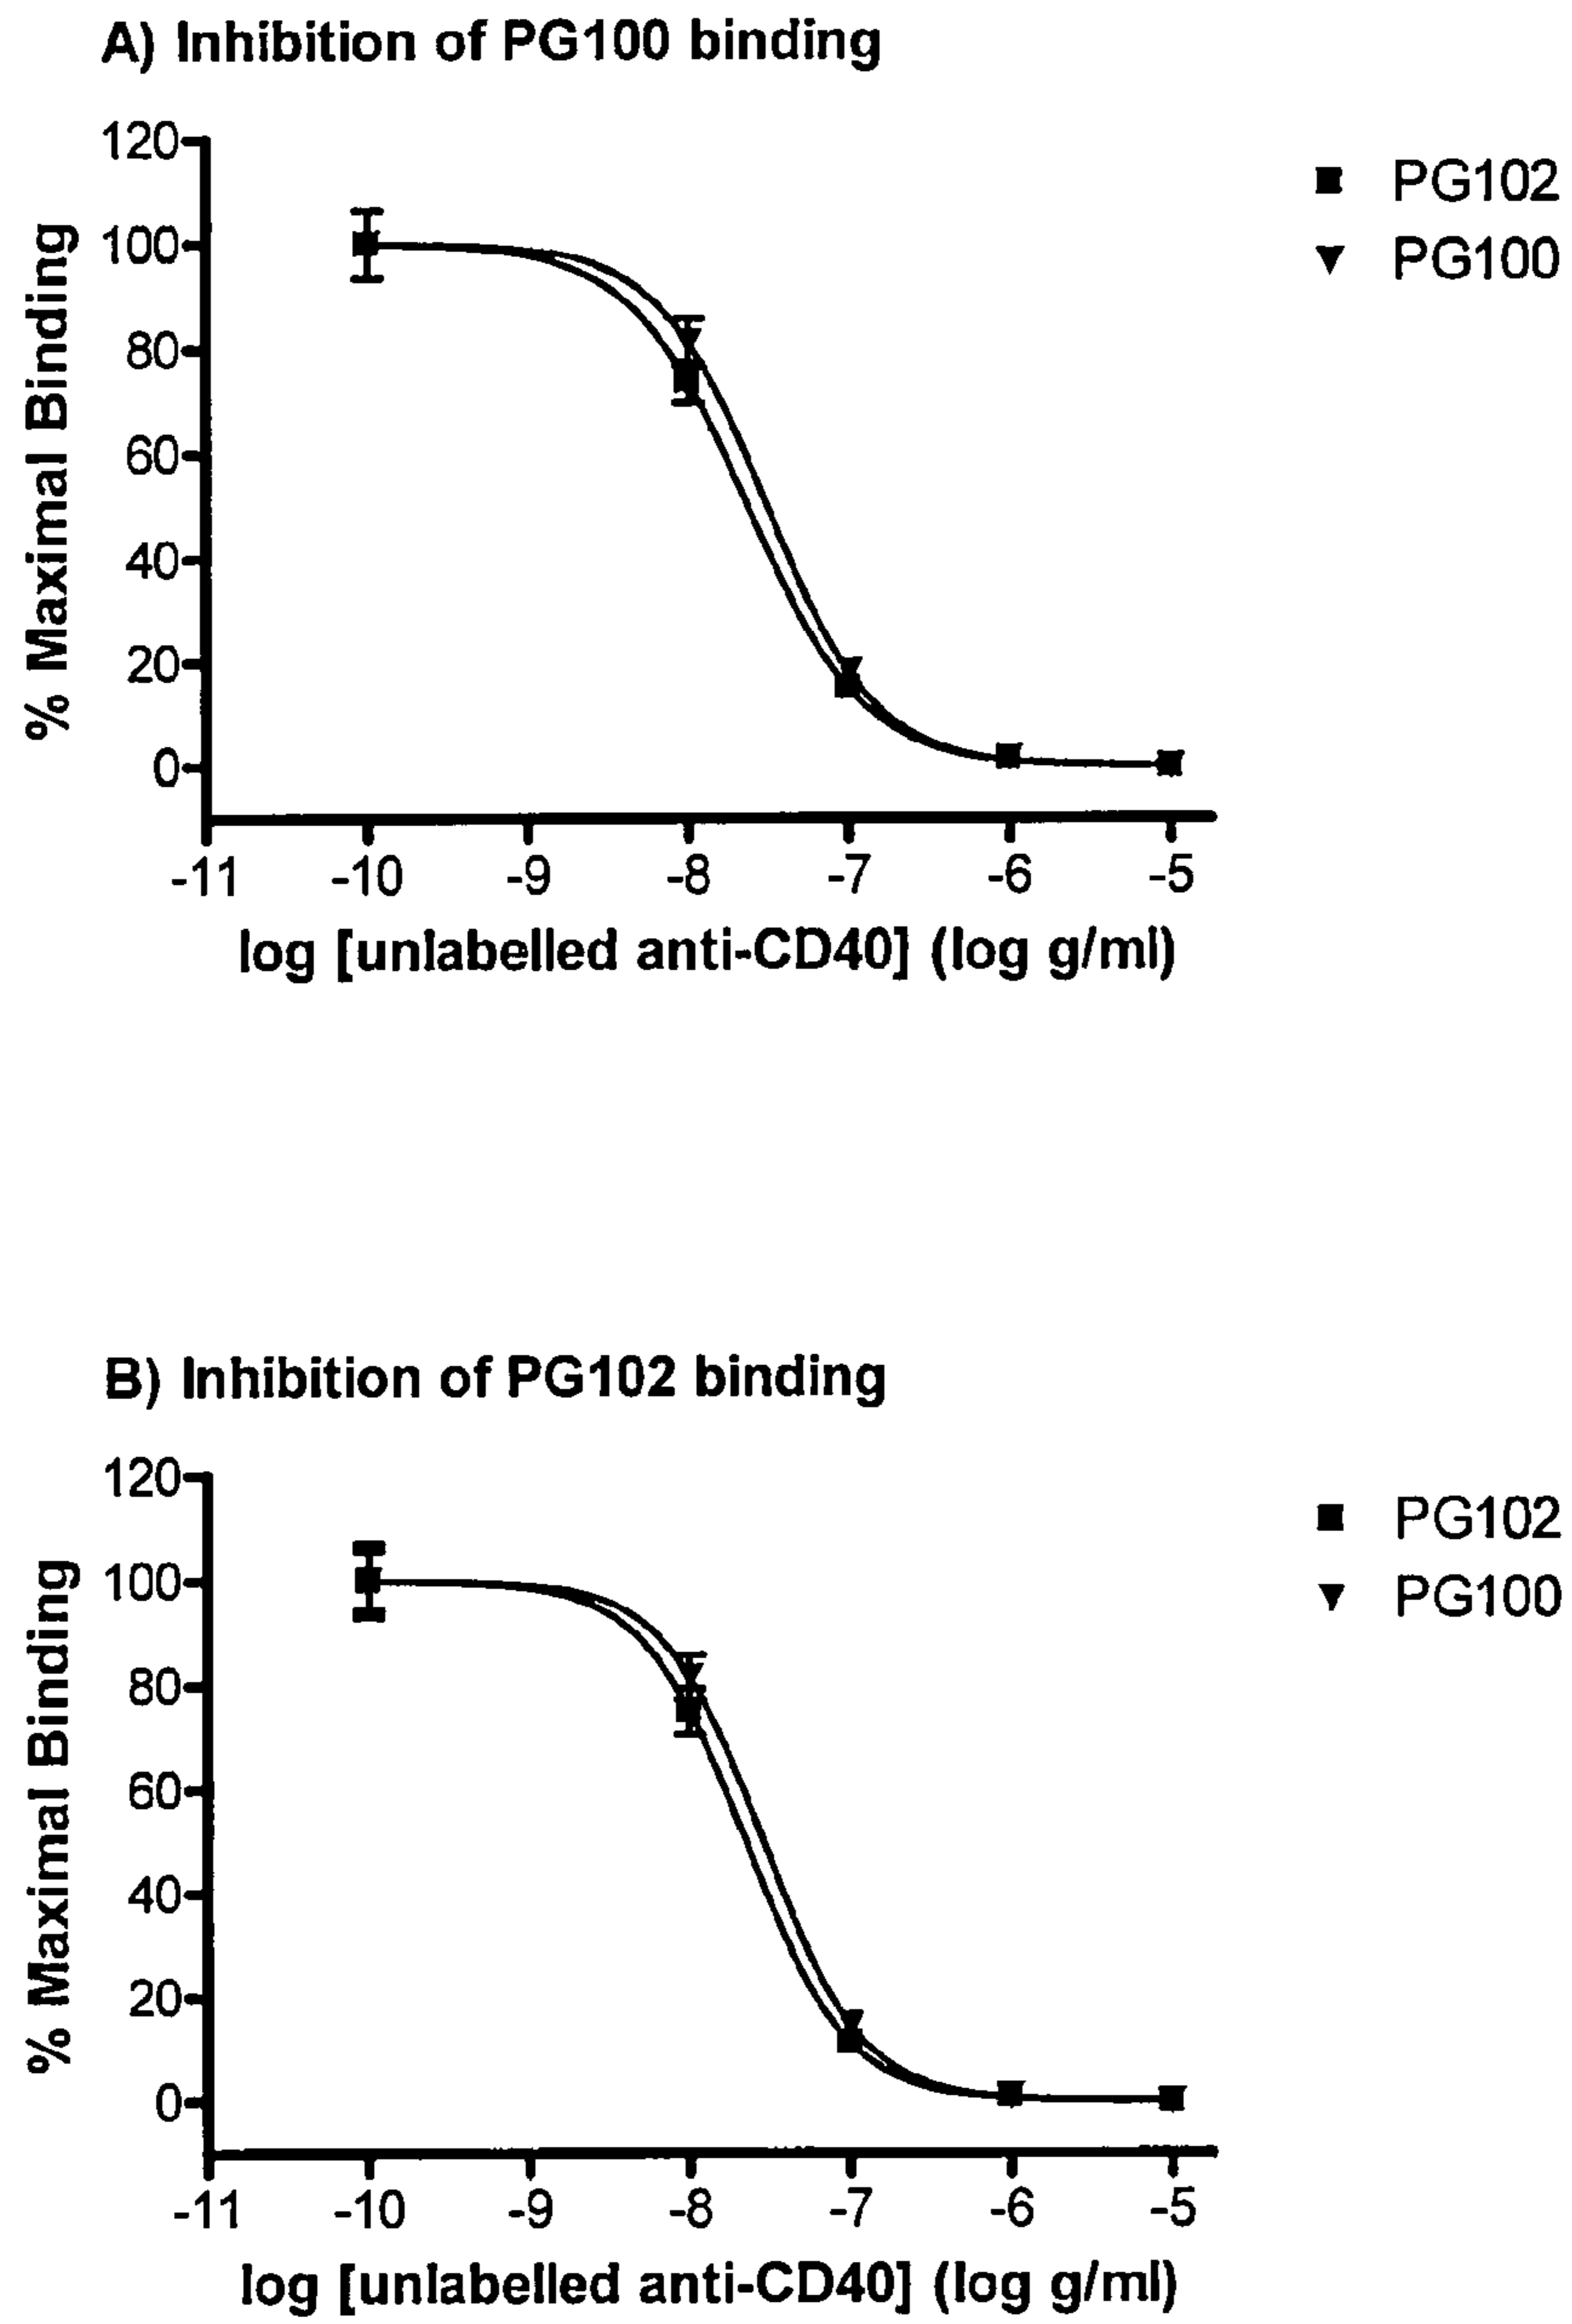 A) Inhibition of PG100 binding
120
100
80
60
40
20
0
% Maximal Binding
-11 -10 -9 -8 -7 -6 -5
log [unlabelled anti-CD40] (log g/ml)
PG102
PG100
B) Inhibition of PG102 binding
120
100
80
60
40
20
0
% Maximal Binding
-11 -10 -9 -8 -7 -6 -5
log [unlabelled anti-CD40] (log g/ml)
PG102
PG100